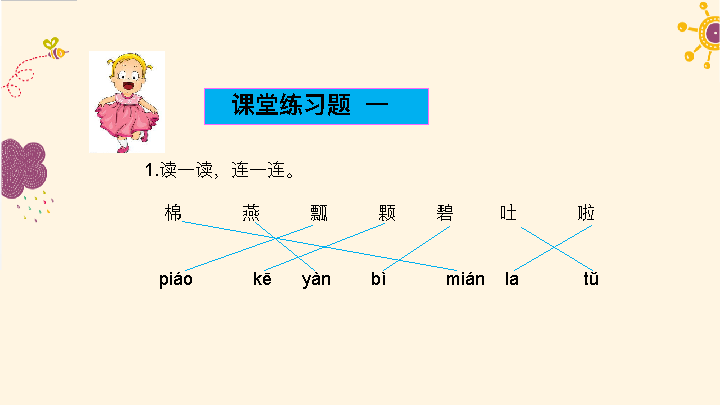 课堂练习题 一
1.读一读，连一连。
棉 燕 瓢 颗 碧 吐 啦
piáo kē yàn bì mián la tǔ